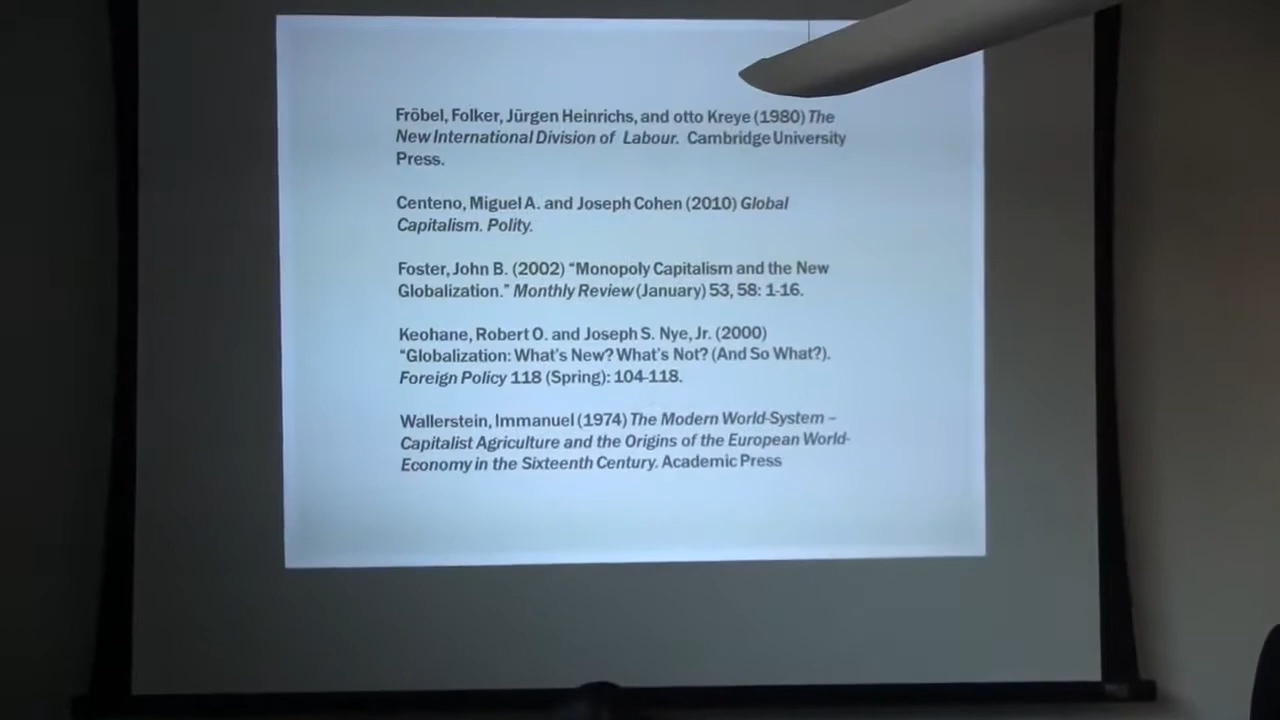 Fröbel, Folker, Jürgen Heinrichs, and otto Kreye (1980) The
New International Division of Labour. Cambridge University
Press.
Centeno, Miguel A. and Joseph Cohen (2010) Global
Capitalism. Polity.
Foster, John B. (2002) “Monopoly Capitalism and the New
Globalization.” Monthly Review (January) 53, 58: 1-16.
Keohane, Robert O. and Joseph S. Nye, Jr. (2000)
“Globalization: What’s New? What’s Not? (And So What?).
Foreign Policy 118 (Spring): 104-118.
Wallerstein, Immanuel (1974) The Modern World-System –
Capitalist Agriculture and the Origins of the European World-
Economy in the Sixteenth Century. Academic Press